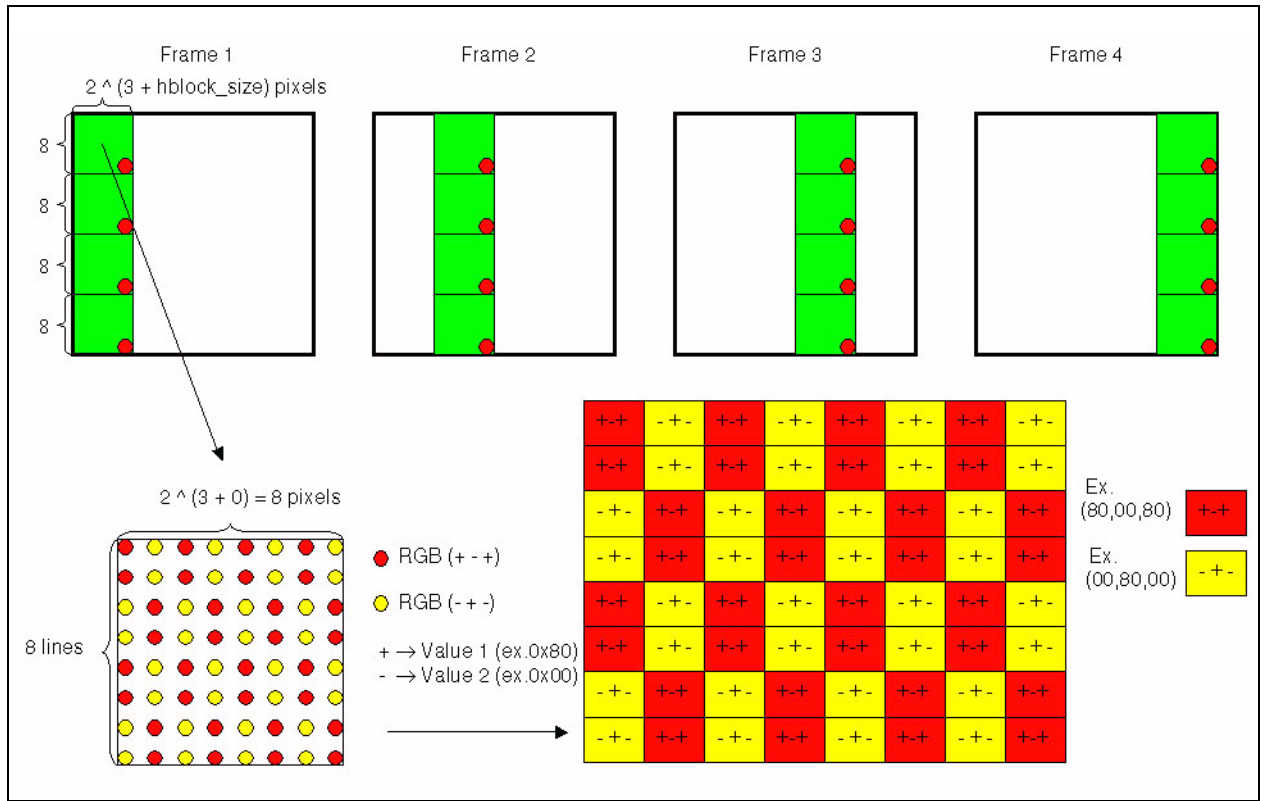 Frame 1 Frame 2 Frame 3 Frame 4
2 ^ (3 + hblock_size) pixels
8
8
8
8
2 ^ (3 + 0) = 8 pixels
8 lines
RGB (+ - +)
RGB (- + -)
+ → Value 1 (ex.0x80)
- → Value 2 (ex.0x00)
+-+ -+- +-+ -+- +-+ -+- +-+ -+-
+-+ -+- +-+ -+- +-+ -+- +-+ -+-
-+- +-+ -+- +-+ -+- +-+ -+- +-+
-+- +-+ -+- +-+ -+- +-+ -+- +-+
+-+ -+- +-+ -+- +-+ -+- +-+ -+-
+-+ -+- +-+ -+- +-+ -+- +-+ -+-
-+- +-+ -+- +-+ -+- +-+ -+- +-+
-+- +-+ -+- +-+ -+- +-+ -+- +-+
Ex.
(80,00,80) +-+
Ex.
(00,80,00) -+-